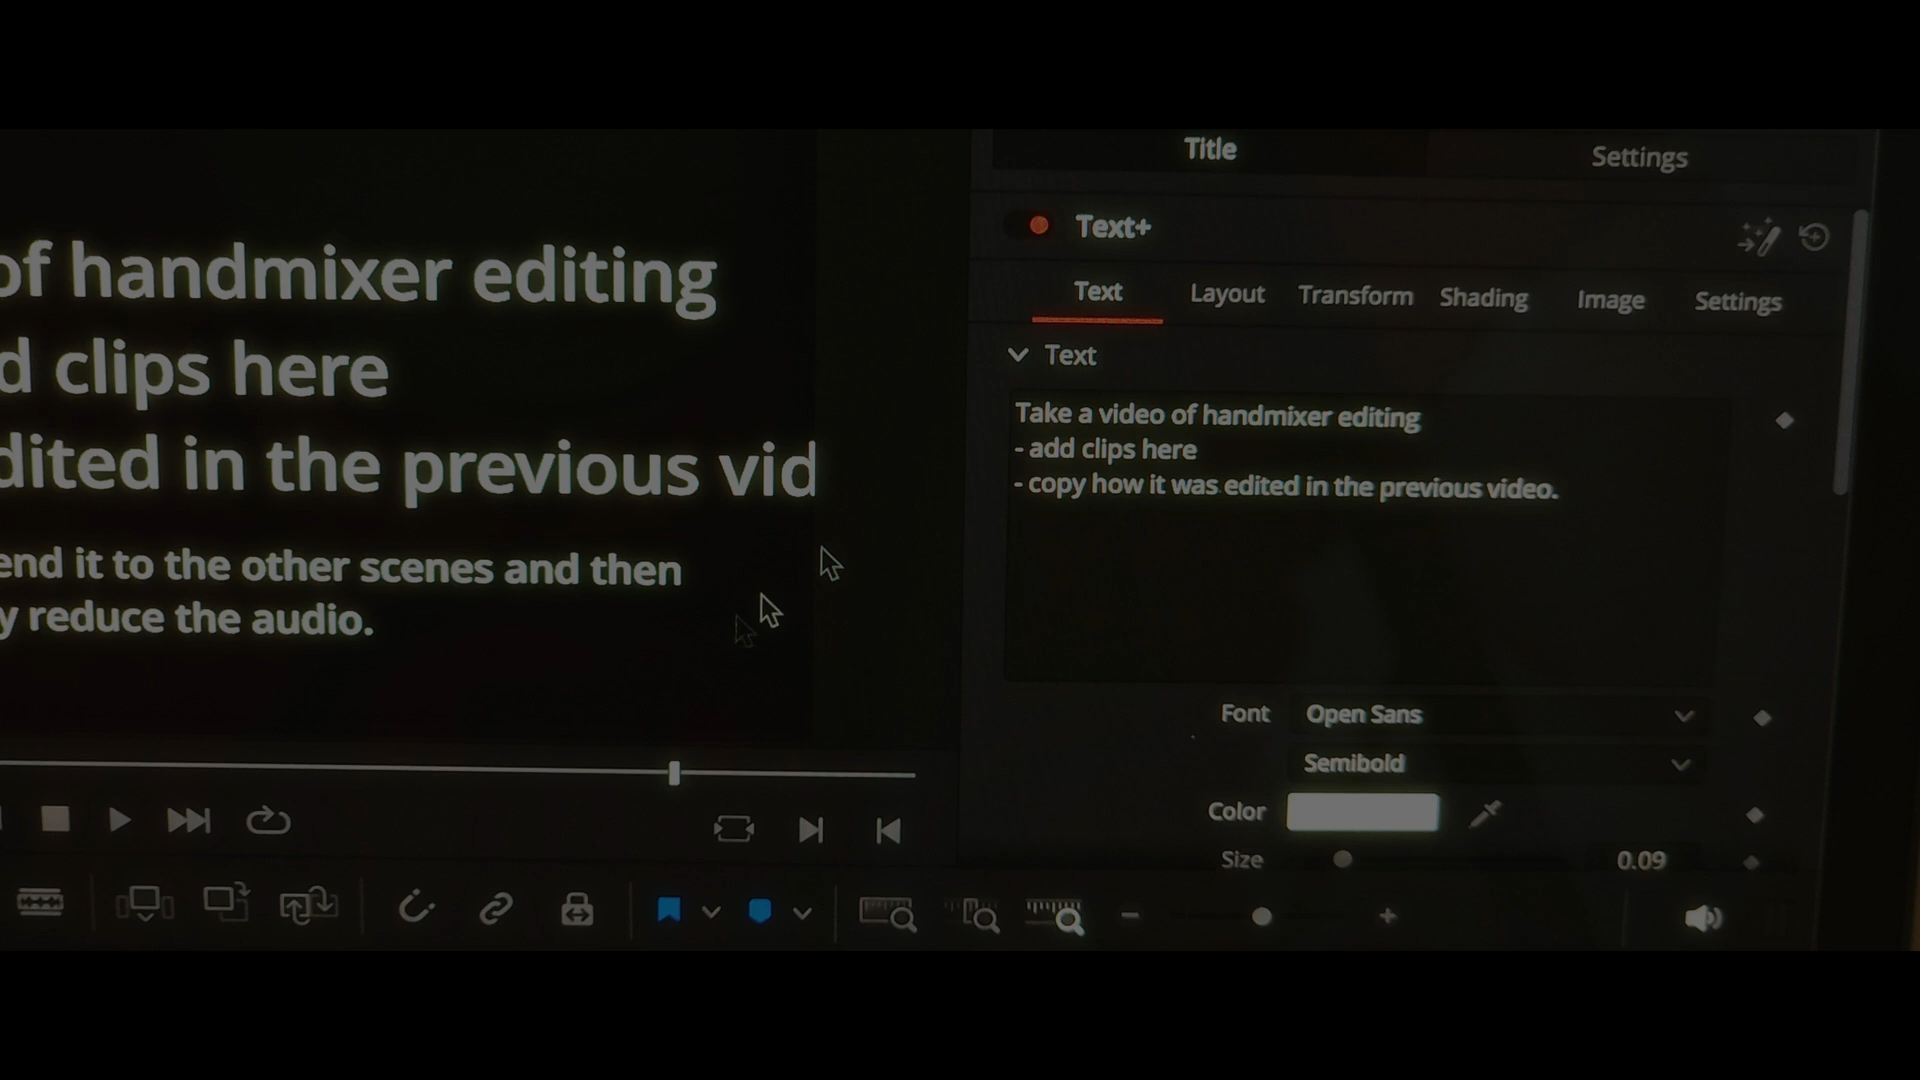 Title
Settings
Text+
Text Layout Transform Shading Image Settings
Text
Take a video of handmixer editing
- add clips here
- copy how it was edited in the previous video.
of handmixer editing
d clips here
dited in the previous vid
end it to the other scenes and then
y reduce the audio.
Font Open Sans
Semibold
Color
Size 0.09